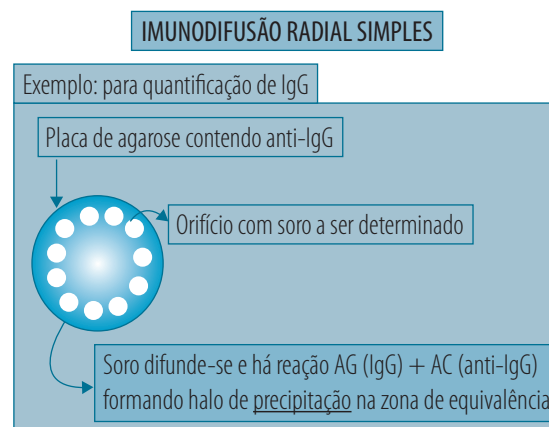 IMUNODIFUSÃO RADIAL SIMPLES
Exemplo: para quantificação de IgG
Placa de agarose contendo anti-IgG
Orifício com soro a ser determinado
Soro difunde-se e há reação AG (IgG) + AC (anti-IgG)
formando halo de precipitação na zona de equivalência